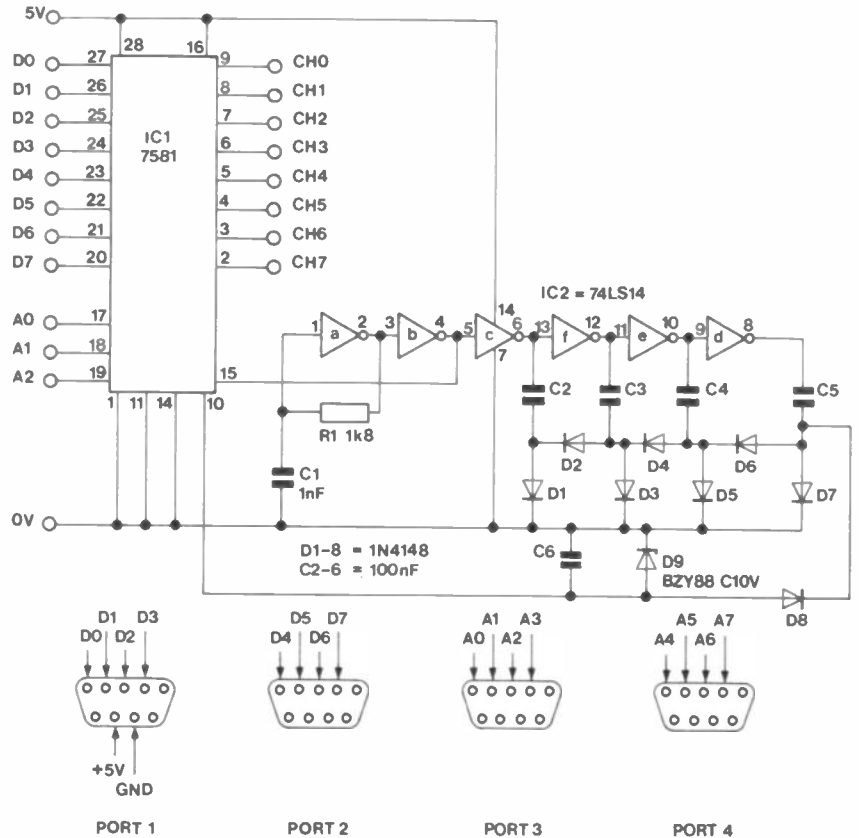 5V
28 16
D0 27 9 CH0
D1 26 8 CH1
D2 25 7 CH2
IC1
7581
D3 24 6 CH3
D4 23 5 CH4
D5 22 4 CH5
D6 21 3 CH6
D7 20 2 CH7
IC2 = 74LS14
A0 17
A1 18
A2 19 15
1 11 14 10
1 a 2 3 b 4 5 c 6 13 f 12 11 e 10 9 d 8
14
7
R1 1k8
C1
1nF
C2 C3 C4 C5
D2 D4 D6
D1 D3 D5 D7
0V
D1-8 = 1N4148
C2-6 = 100nF
C6
D9
BZY88 C10V
D8
D1 D3
D0 D2
+5V
GND
PORT 1
D5 D7
D4 D6
PORT 2
A1 A3
A0 A2
PORT 3
A5 A7
A4 A6
PORT 4